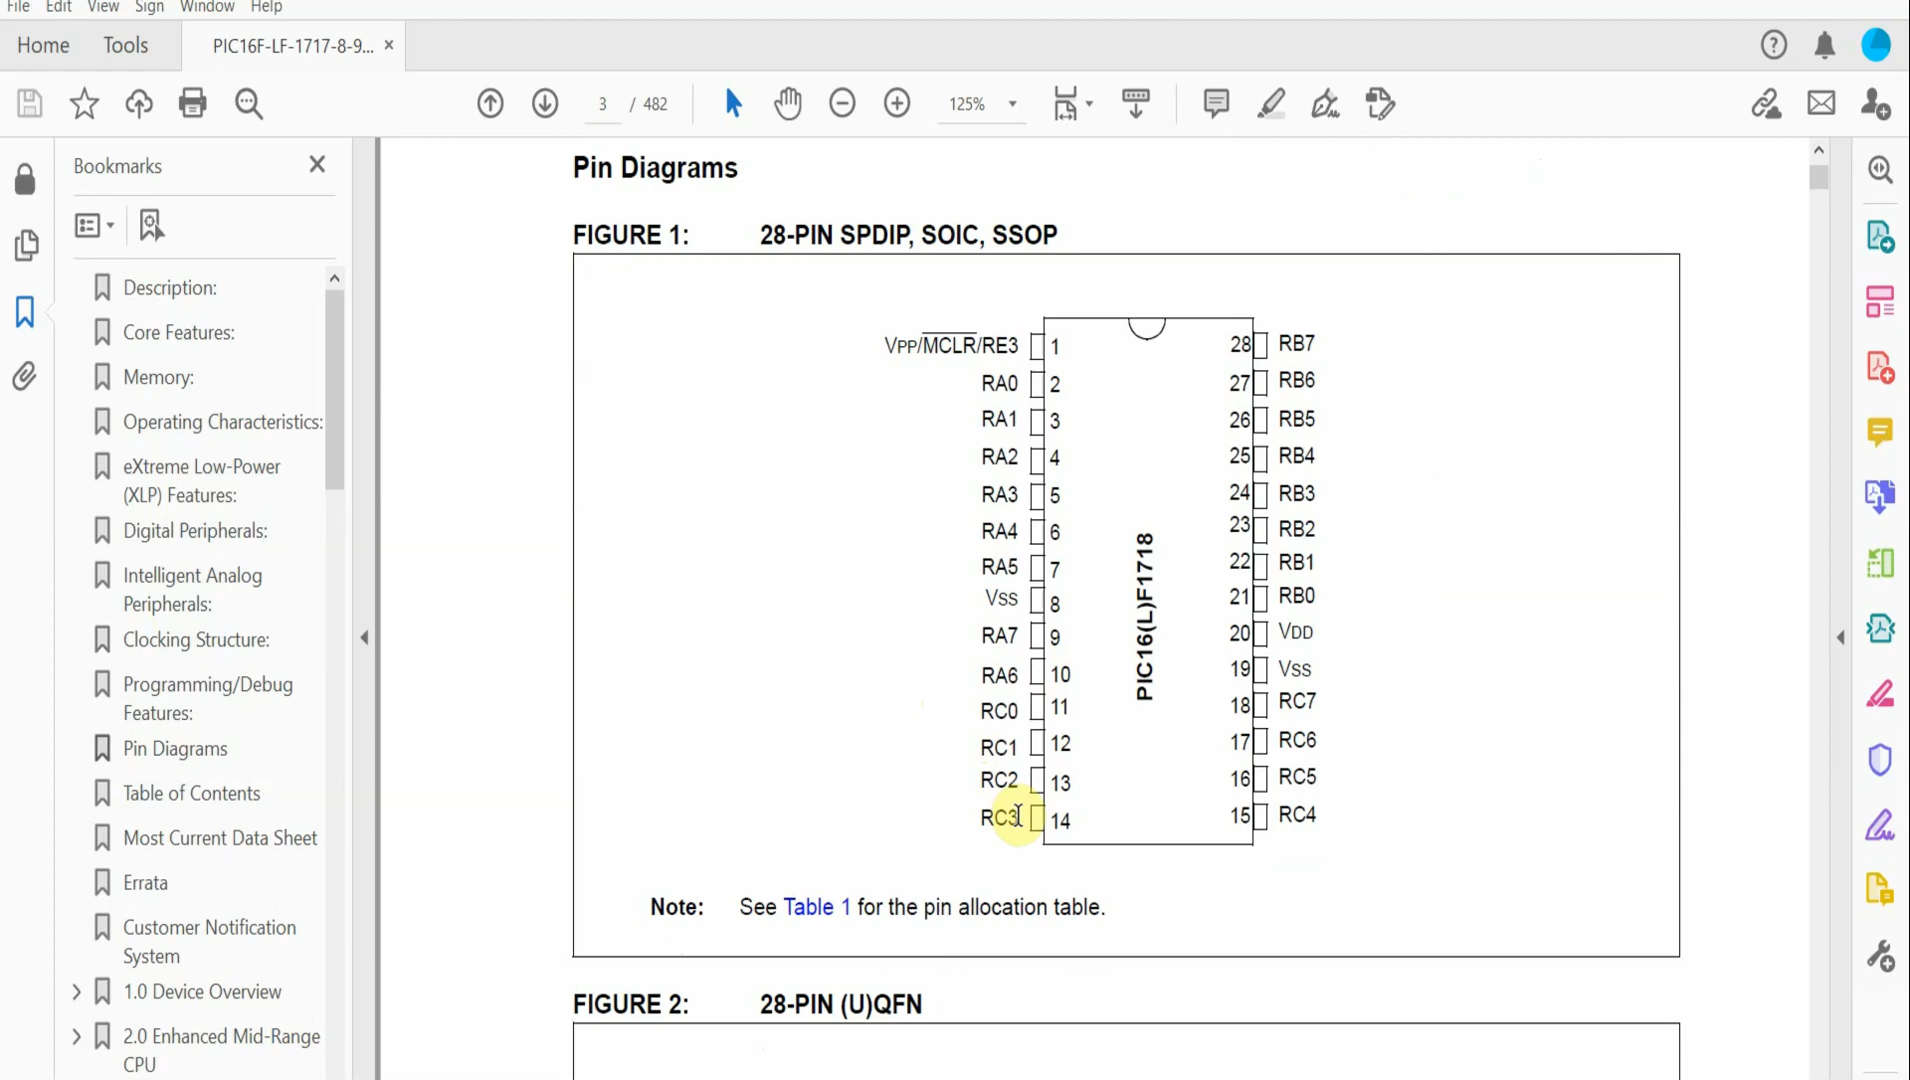 File Edit View Sign Window Help
Home Tools PIC16F-LF-1717-8-9... ×
3 / 482 125%
Bookmarks
Description:
Core Features:
Memory:
Operating Characteristics:
eXtreme Low-Power
(XLP) Features:
Digital Peripherals:
Intelligent Analog
Peripherals:
Clocking Structure:
Programming/Debug
Features:
Pin Diagrams
Table of Contents
Most Current Data Sheet
Errata
Customer Notification
System
1.0 Device Overview
2.0 Enhanced Mid-Range
CPU
Pin Diagrams
FIGURE 1: 28-PIN SPDIP, SOIC, SSOP
VPP/MCLR/RE3 1 28 RB7
RA0 2 27 RB6
RA1 3 26 RB5
RA2 4 25 RB4
RA3 5 24 RB3
RA4 6 23 RB2
RA5 7 22 RB1
VSS 8 21 RB0
RA7 9 20 VDD
RA6 10 19 VSS
RC0 11 18 RC7
RC1 12 17 RC6
RC2 13 16 RC5
RC3 14 15 RC4
PIC16(L)F1718
Note: See Table 1 for the pin allocation table.
FIGURE 2: 28-PIN (U)QFN